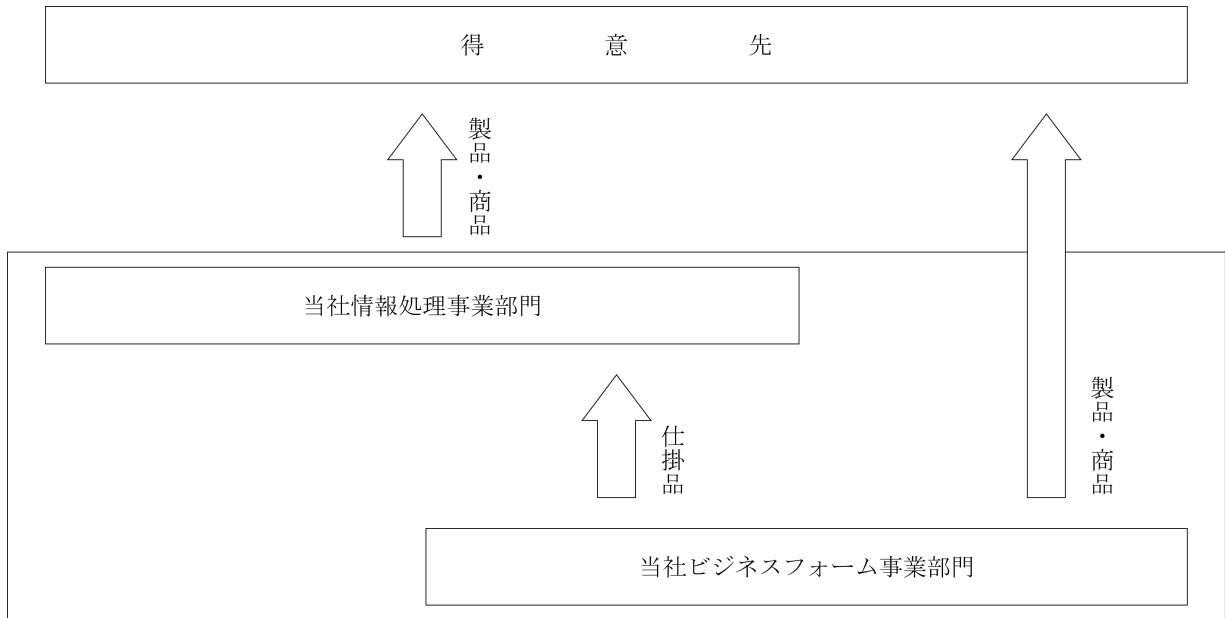 得意先
製品・商品
当社情報処理事業部門
仕掛品
製品・商品
当社ビジネスフォーム事業部門